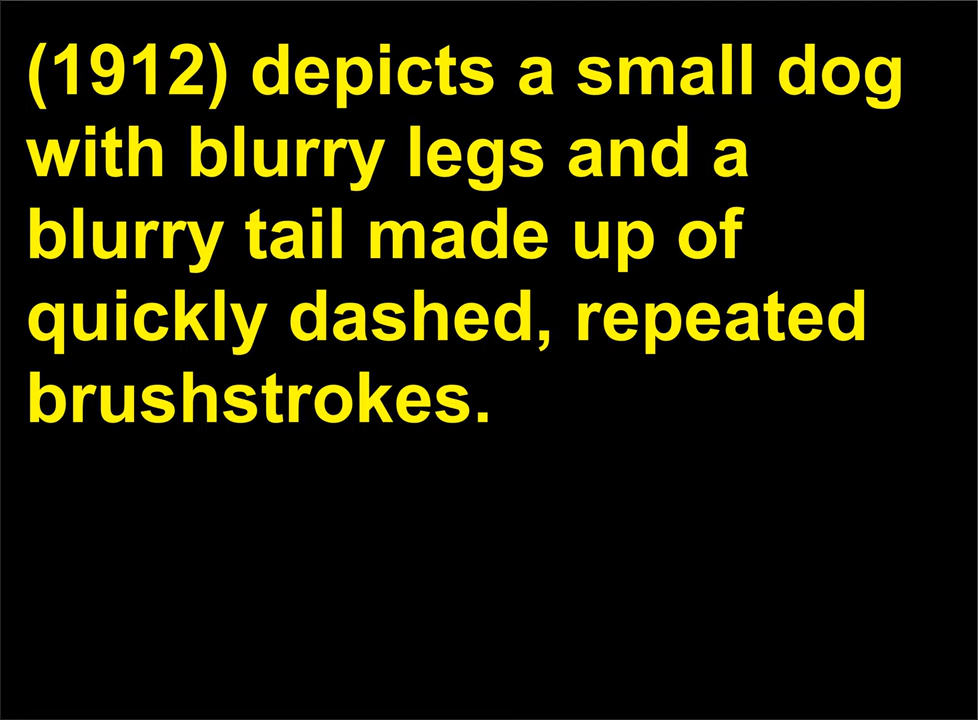 (1912) depicts a small dog
with blurry legs and a
blurry tail made up of
quickly dashed, repeated
brushstrokes.